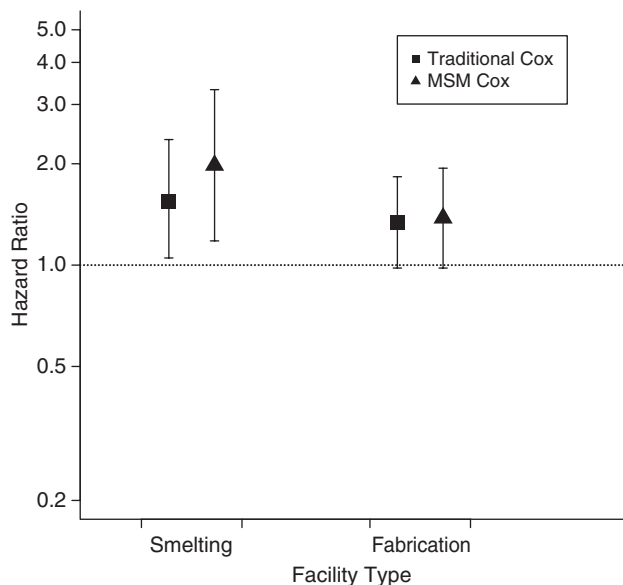 Hazard Ratio
5.0
4.0
3.0
2.0
1.0
0.5
0.2
Traditional Cox
MSM Cox
Smelting Fabrication
Facility Type